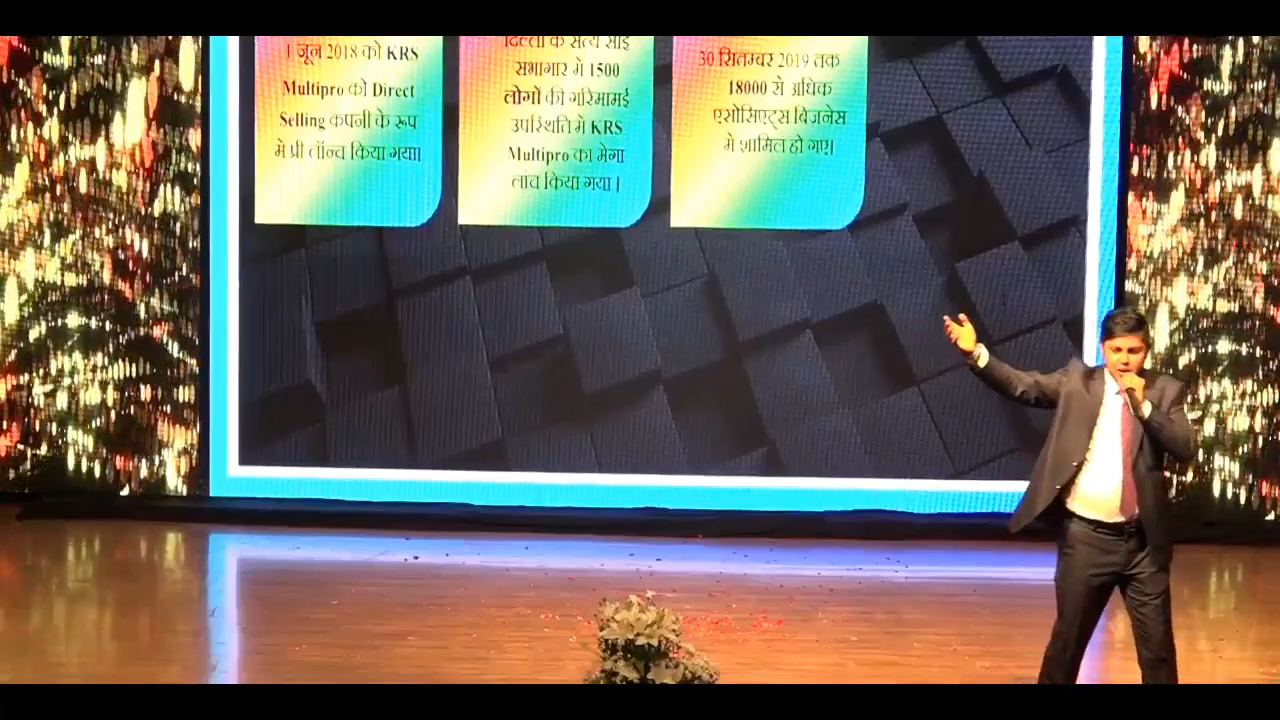 1 जून 2018 को KRS
Multipro को Direct
Selling कंपनी के रूप
में प्री लॉन्च किया गया।
दिल्ली के सत्य साईं
सभागार में 1500
लोगों की गरिमामई
उपस्थिति में KRS
Multipro का मेगा
लांच किया गया |
30 सितम्बर 2019 तक
18000 से अधिक
एसोसिएट्स बिजनेस
में शामिल हो गए।